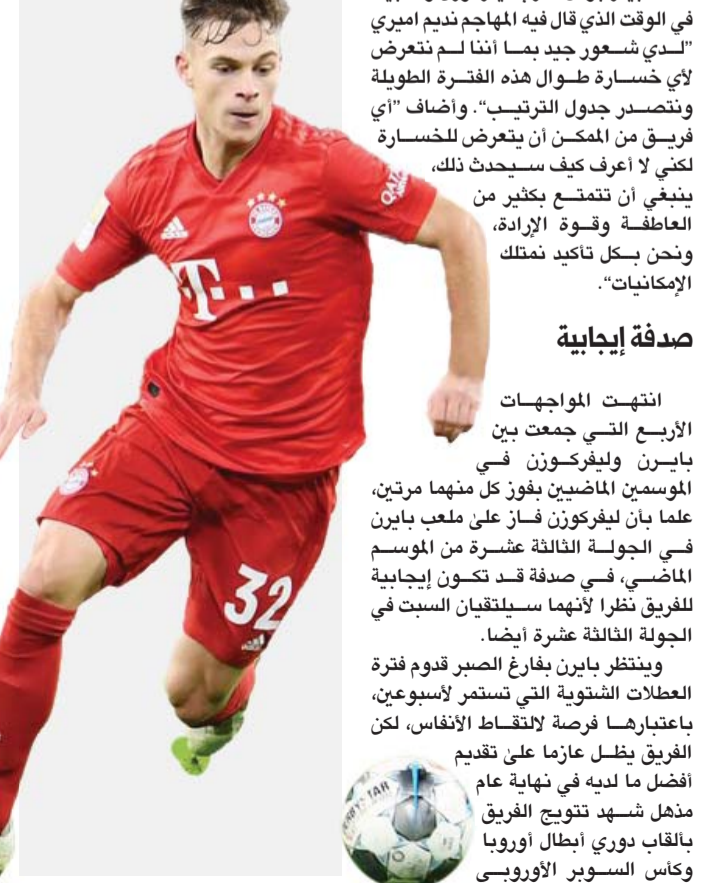 في الوقت الذي قال فيه المهاجم نديم اميري
”لدي شعور جيد بما أننا لم نتعرض
لأي خسارة طوال هذه الفترة الطويلة
ونتصدر جدول الترتيب“. وأضاف ”أي
فريق من الممكن أن يتعرض للخسارة
لكني لا أعرف كيف سيحدث ذلك،
ينبغي أن تتمتع بكثير من
العاطفة وقوة الإرادة،
ونحن بكل تأكيد نمتلك
الإمكانيات“.
صدفة إيجابية
انتهت المواجهات
الأربع التي جمعت بين
بايرن وليفركوزن في
الموسمين الماضيين بفوز كل منهما مرتين،
علما بأن ليفركوزن فاز على ملعب بايرن
في الجولة الثالثة عشرة من الموسم
الماضي، في صدفة قد تكون إيجابية
للفريق نظرا لأنهما سيلتقيان السبت في
الجولة الثالثة عشرة أيضا.
وينتظر بايرن بفارغ الصبر قدوم فترة
العطلات الشتوية التي تستمر لأسبوعين،
باعتبارها فرصة لالتقاط الأنفاس، لكن
الفريق يظل عازما على تقديم
أفضل ما لديه في نهاية عام
مذهل شهد تتويج الفريق
بألقاب دوري أبطال أوروبا
وكأس السوبر الأوروبي
QATAR
T
32
adidas